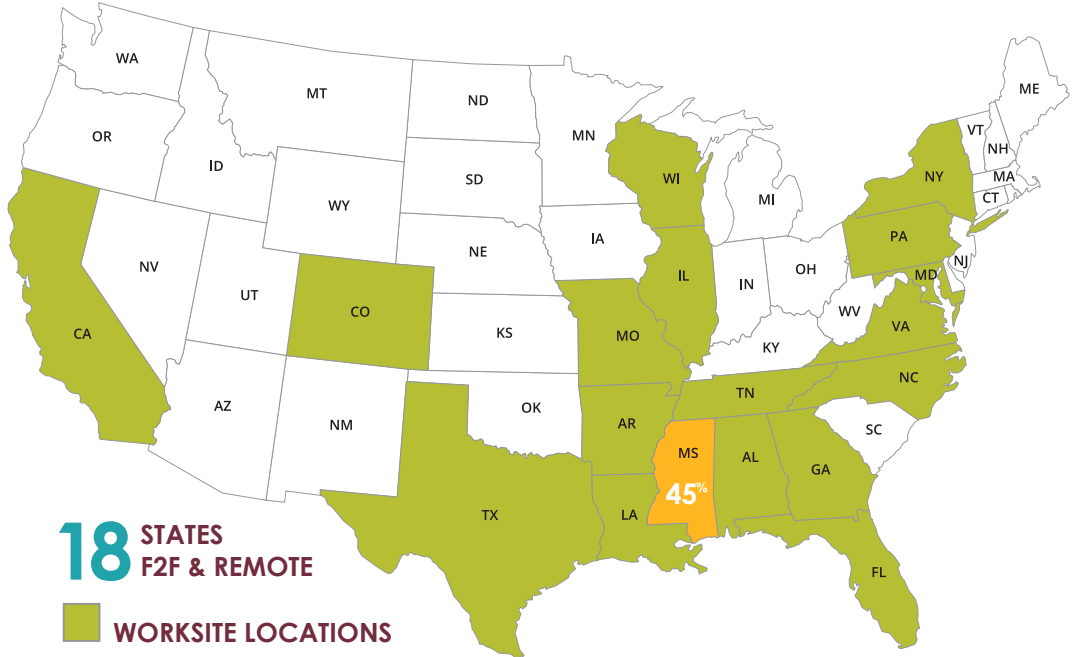 WA
MT
ND
MN
ME
VT
NH
OR
ID
SD
WI
NY
MA
MI
CT
WY
IA
PA
NE
NV
OH
NJ
IL
IN
MD
UT
CO
WV
VA
CA
KS
MO
KY
NC
TN
AZ
OK
NM
AR
SC
MS
AL
GA
45%
TX
LA
18 STATES
F2F & REMOTE
FL
WORKSITE LOCATIONS